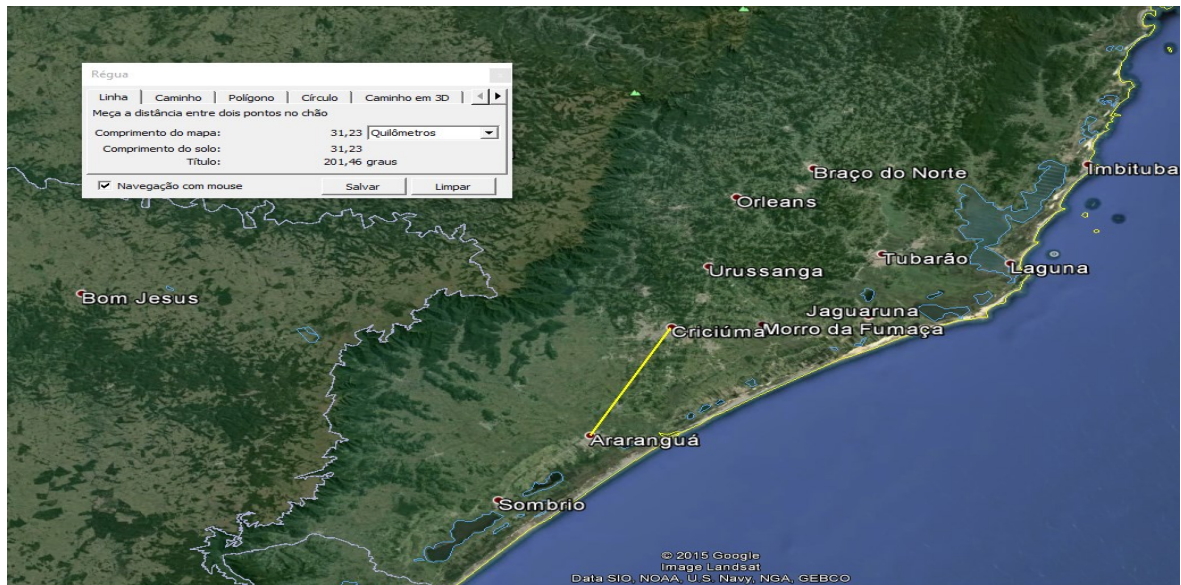 Régua
Linha Caminho Polígono Círculo Caminho em 3D
Meça a distância entre dois pontos no chão
Comprimento do mapa: 31,23 Quilômetros
Comprimento do solo: 31,23
Título: 201,46 graus
Navegação com mouse Salvar Limpar
Braço do Norte
Imbituba
Orleans
Tubarão
Laguna
Urussanga
Bom Jesus
Jaguaruna
Criciúma
Morro da Fumaça
Araranguá
Sombrio
© 2015 Google
Image Landsat
Data SIO, NOAA, U.S. Navy, NGA, GEBCO